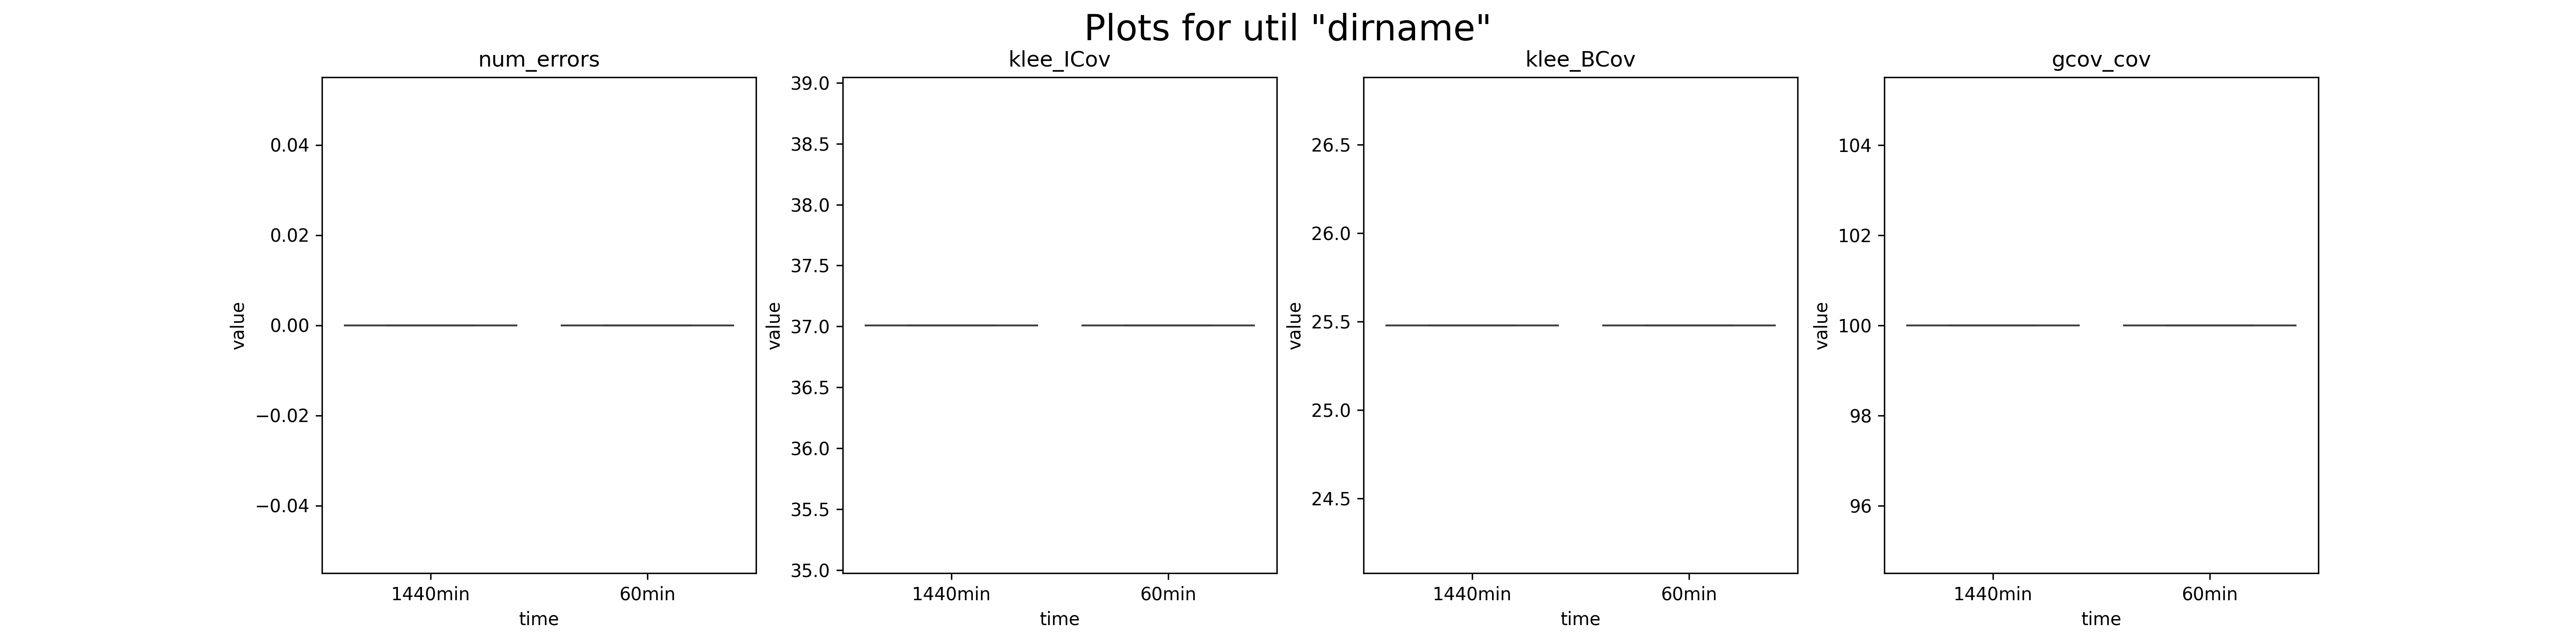 Plots for util "dirname"
num_errors
0.04
0.02
0.00
−0.02
−0.04
value
1440min
60min
time
klee_ICov
39.0
38.5
38.0
37.5
37.0
36.5
36.0
35.5
35.0
value
1440min
60min
time
klee_BCov
26.5
26.0
25.5
25.0
24.5
value
1440min
60min
time
gcov_cov
104
102
100
98
96
value
1440min
60min
time